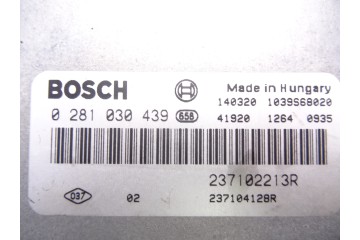 BOSCH Made in Hungary
140320 1039S68020
0 281 030 439 656 41920 1264 0935
237102213R
037 02 237104128R